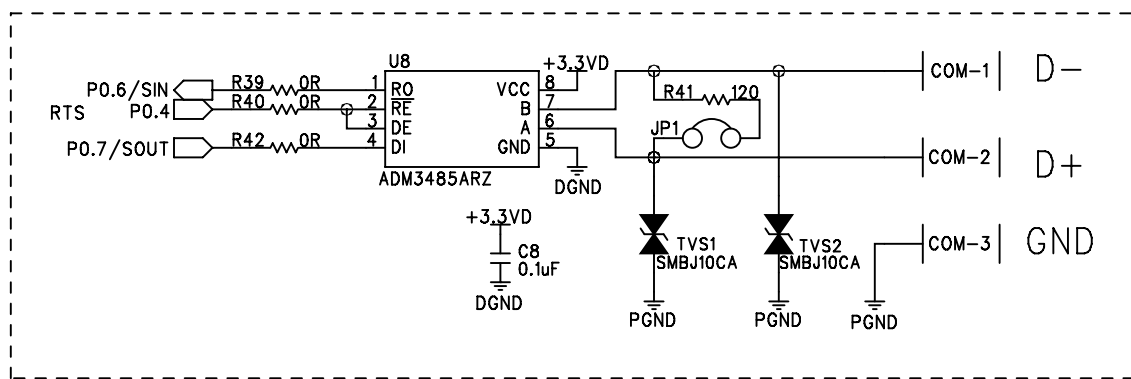 U8
+3.3VD
P0.6/SIN R39 0R 1 RO VCC 8
RTS P0.4 R40 0R 2 RE B 7
3 DE A 6
P0.7/SOUT R42 0R 4 DI GND 5
ADM3485ARZ
DGND
R41 120
JP1
COM-1 D-
COM-2 D+
COM-3 GND
+3.3VD
C8
0.1uF
DGND
TVS1
SMBJ10CA
PGND
TVS2
SMBJ10CA
PGND
PGND